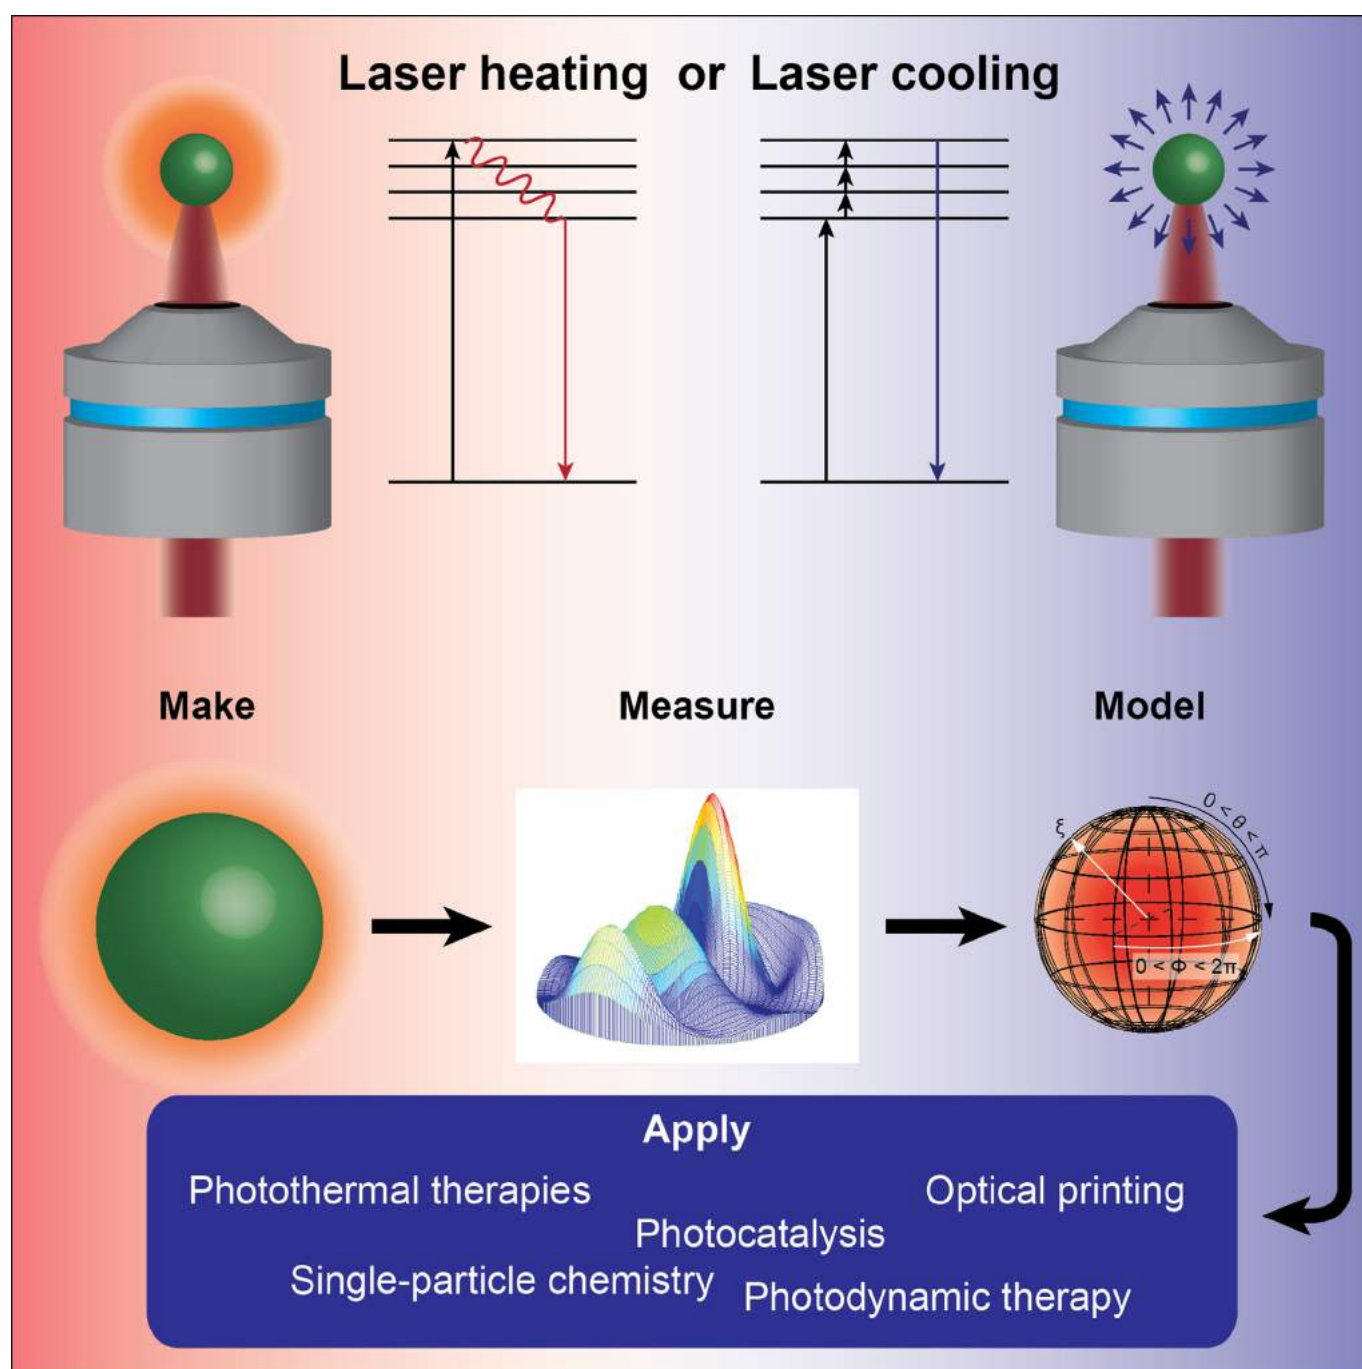 Laser heating or Laser cooling
Make
Measure
Model
ξ
0 < θ < π
0 < Φ < 2π
Apply
Photothermal therapies
Optical printing
Photocatalysis
Single-particle chemistry
Photodynamic therapy